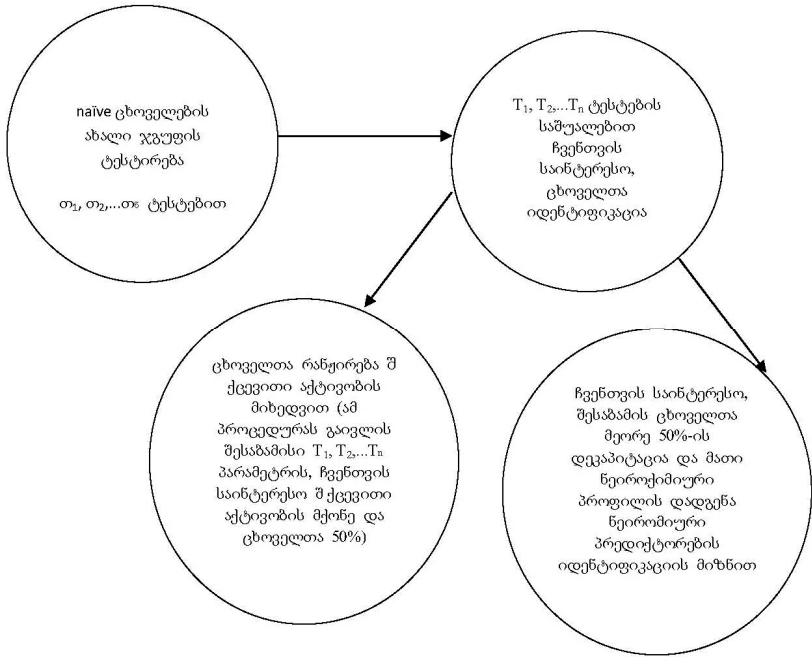 naïve ცხოველების
ახალი ჯგუფის
ტესტირება
თ₁, თ₂,...თₙ ტესტებით
T₁, T₂,...Tₙ ტესტების
საშუალებით
ჩვენთვის
საინტერესო,
ცხოველთა
იდენტიფიკაცია
ცხოველთა რანჟირება შ
ქცევითი აქტივობის
მიხედვით (ამ
პროცედურას გაივლის
შესაბამისი T₁, T₂,...Tₙ
პარამეტრის, ჩვენთვის
საინტერესო შ ქცევითი
აქტივობის მქონე და
ცხოველთა 50%)
ჩვენთვის საინტერესო,
შესაბამის ცხოველთა
მეორე 50%-ის
დეკაპიტაცია და მათი
ნეიროქიმიური
პროფილის დადგენა
ნეირომიური
პრედიქტორების
იდენტიფიკაციის მიზნით